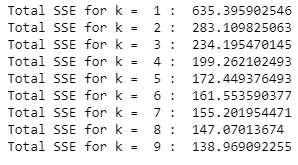 Total SSE for k =  1 :  635.395902546
Total SSE for k =  2 :  283.109825063
Total SSE for k =  3 :  234.195470145
Total SSE for k =  4 :  199.262102493
Total SSE for k =  5 :  172.449376493
Total SSE for k =  6 :  161.553590377
Total SSE for k =  7 :  155.201954471
Total SSE for k =  8 :  147.07013674
Total SSE for k =  9 :  138.969092255